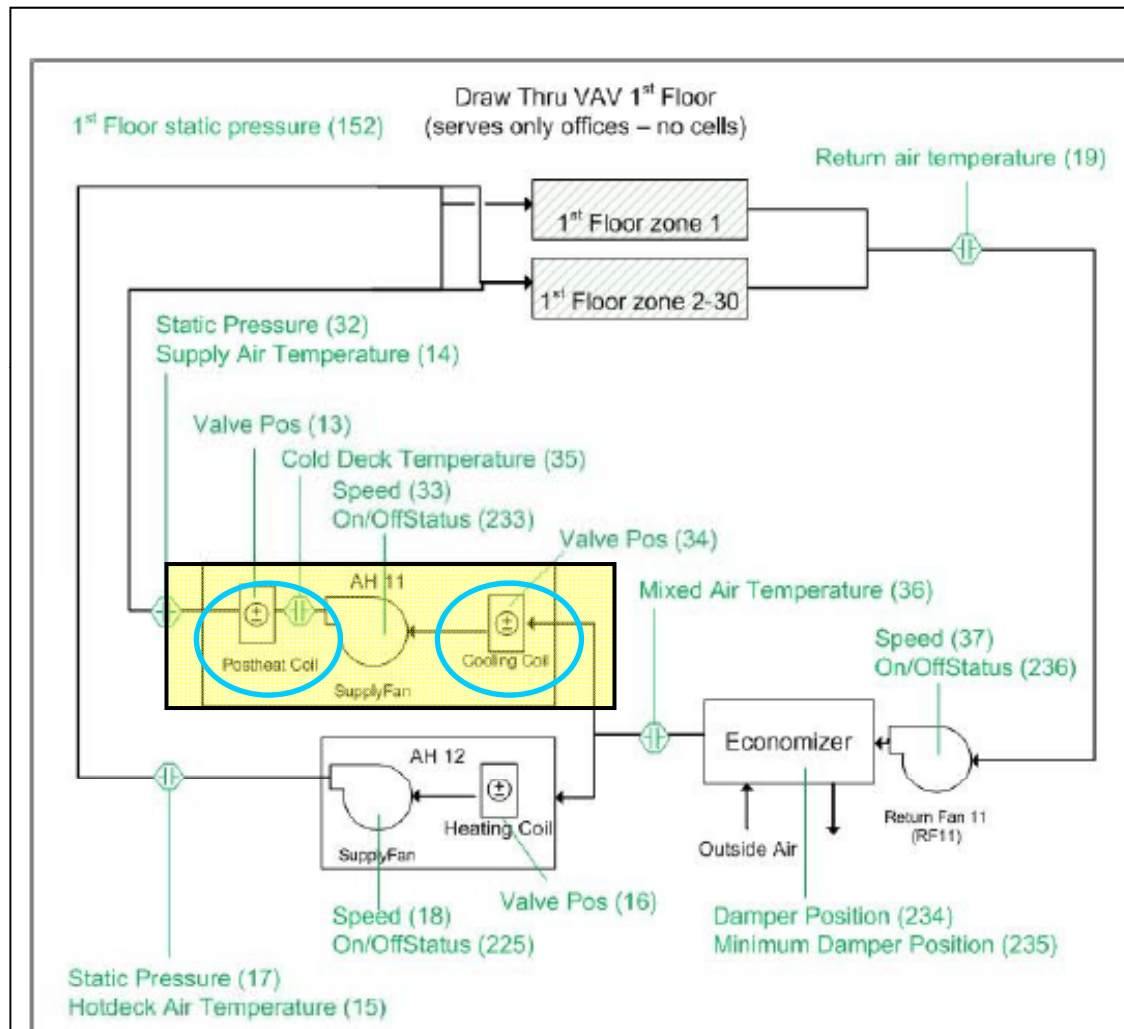 Draw Thru VAV 1st Floor
1st Floor static pressure (152)
(serves only offices – no cells)
Return air temperature (19)
1st Floor zone 1
1st Floor zone 2-30
Static Pressure (32)
Supply Air Temperature (14)
Valve Pos (13)
Cold Deck Temperature (35)
Speed (33)
On/OffStatus (233)
Valve Pos (34)
AH 11
Mixed Air Temperature (36)
Speed (37)
On/OffStatus (236)
Postheat Coil
Cooling Coil
SupplyFan
Economizer
AH 12
Heating Coil
Return Fan 11
(RF11)
Outside Air
SupplyFan
Valve Pos (16)
Speed (18)
On/OffStatus (225)
Damper Position (234)
Minimum Damper Position (235)
Static Pressure (17)
Hotdeck Air Temperature (15)